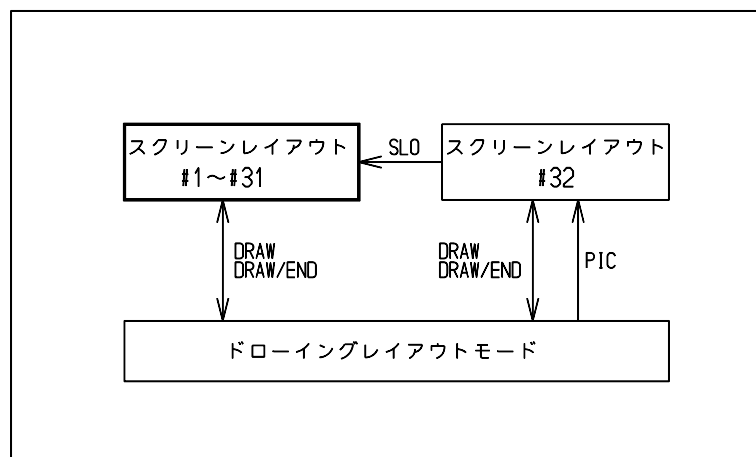 スクリーンレイアウト
#1～#31
SLO
スクリーンレイアウト
#32
DRAW
DRAW/END
DRAW
DRAW/END
PIC
ドローイングレイアウトモード